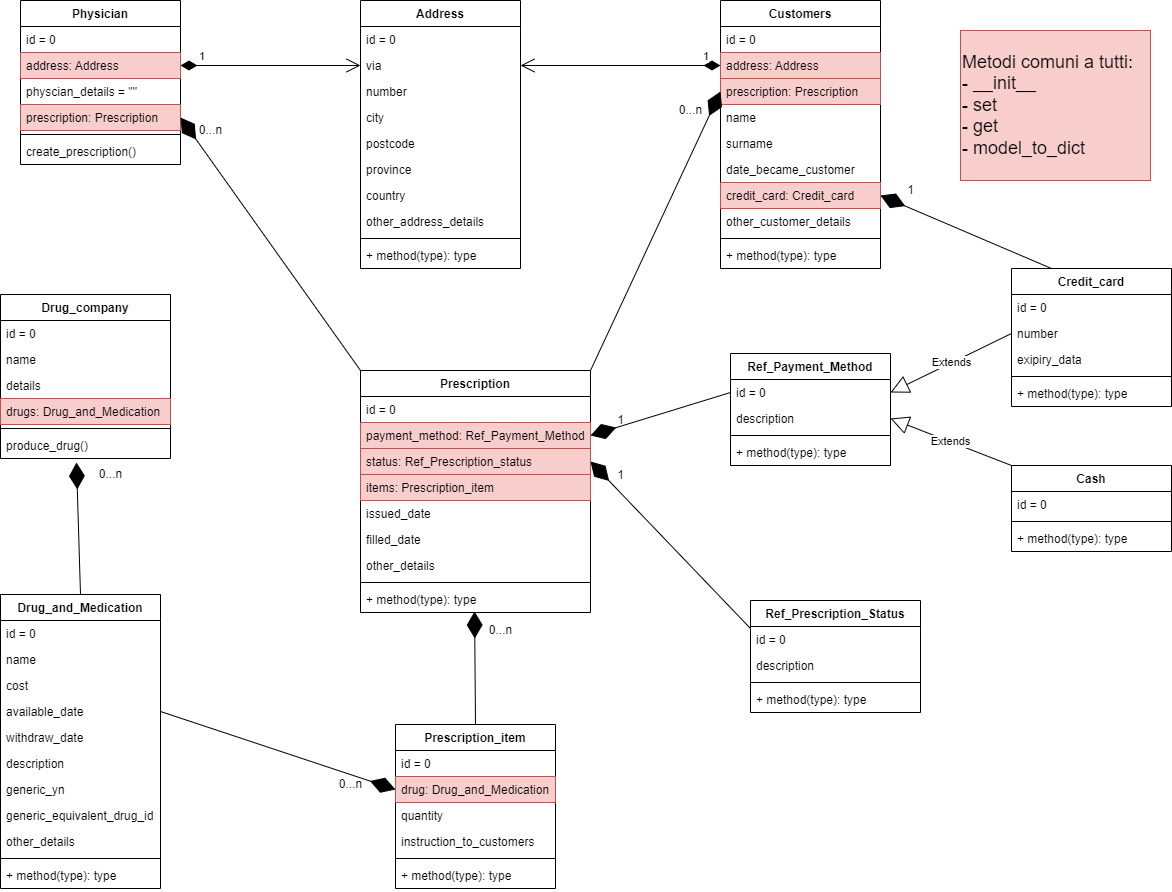 Physician
id = 0
address: Address
physcian_details = ""
prescription: Prescription
create_prescription()
1
0...n
Address
id = 0
via
number
city
postcode
province
country
other_address_details
+ method(type): type
Customers
id = 0
address: Address
prescription: Prescription
name
surname
date_became_customer
credit_card: Credit_card
other_customer_details
+ method(type): type
1
0...n
1
Metodi comuni a tutti:
- __init__
- set
- get
- model_to_dict
Drug_company
id = 0
name
details
drugs: Drug_and_Medication
produce_drug()
0...n
Prescription
id = 0
payment_method: Ref_Payment_Method
status: Ref_Prescription_status
items: Prescription_item
issued_date
filled_date
other_details
+ method(type): type
1
1
0...n
Ref_Payment_Method
id = 0
description
+ method(type): type
Extends
Extends
Credit_card
id = 0
number
exipiry_data
+ method(type): type
Cash
id = 0
+ method(type): type
Drug_and_Medication
id = 0
name
cost
available_date
withdraw_date
description
generic_yn
generic_equivalent_drug_id
other_details
+ method(type): type
0...n
Prescription_item
id = 0
drug: Drug_and_Medication
quantity
instruction_to_customers
+ method(type): type
Ref_Prescription_Status
id = 0
description
+ method(type): type